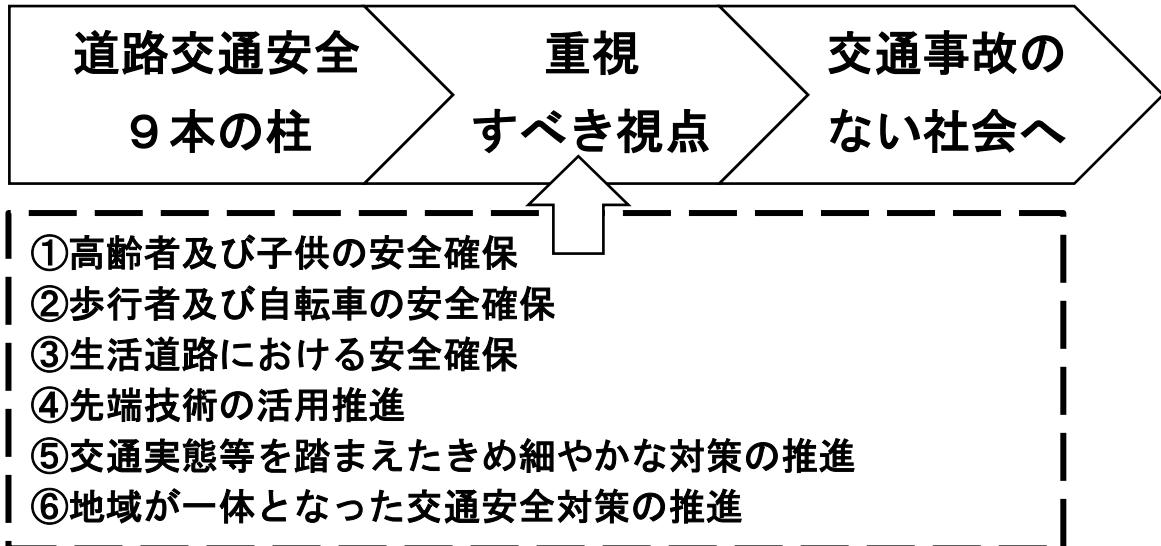 道路交通安全
９本の柱
重視
すべき視点
交通事故の
ない社会へ
①高齢者及び子供の安全確保
②歩行者及び自転車の安全確保
③生活道路における安全確保
④先端技術の活用推進
⑤交通実態等を踏まえたきめ細やかな対策の推進
⑥地域が一体となった交通安全対策の推進